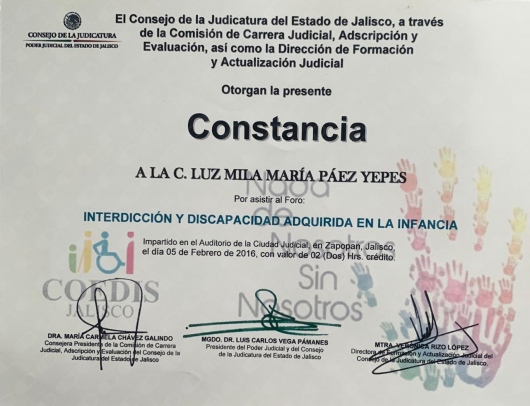 CONSEJO DE LA JUDICATURA
PODER JUDICIAL DEL ESTADO DE JALISCO
El Consejo de la Judicatura del Estado de Jalisco, a través
de la Comisión de Carrera Judicial, Adscripción y
Evaluación, así como la Dirección de Formación
y Actualización Judicial
Otorgan la presente
Constancia
A LA C. LUZ MILA MARÍA PÁEZ YEPES
Por asistir al Foro:
INTERDICCIÓN Y DISCAPACIDAD ADQUIRIDA EN LA INFANCIA
Impartido en el Auditorio de la Ciudad Judicial, en Zapopan, Jalisco,
el día 05 de Febrero de 2016, con valor de 02 (Dos) Hrs. crédito
Nada
de
Nosotros
Sin
Nosotros
COEDIS
JALISCO
DRA. MARÍA CARMELA CHÁVEZ GALINDO
Consejera Presidenta de la Comisión de Carrera
Judicial, Adscripción y Evaluación del Consejo de la
Judicatura del Estado de Jalisco
MGDO. DR. LUIS CARLOS VEGA PÁMANES
Presidente del Poder Judicial y del Consejo
de la Judicatura del Estado de Jalisco
MTRA. VERÓNICA RIZO LÓPEZ
Directora de Formación y Actualización Judicial del
Consejo de la Judicatura del Estado de Jalisco.